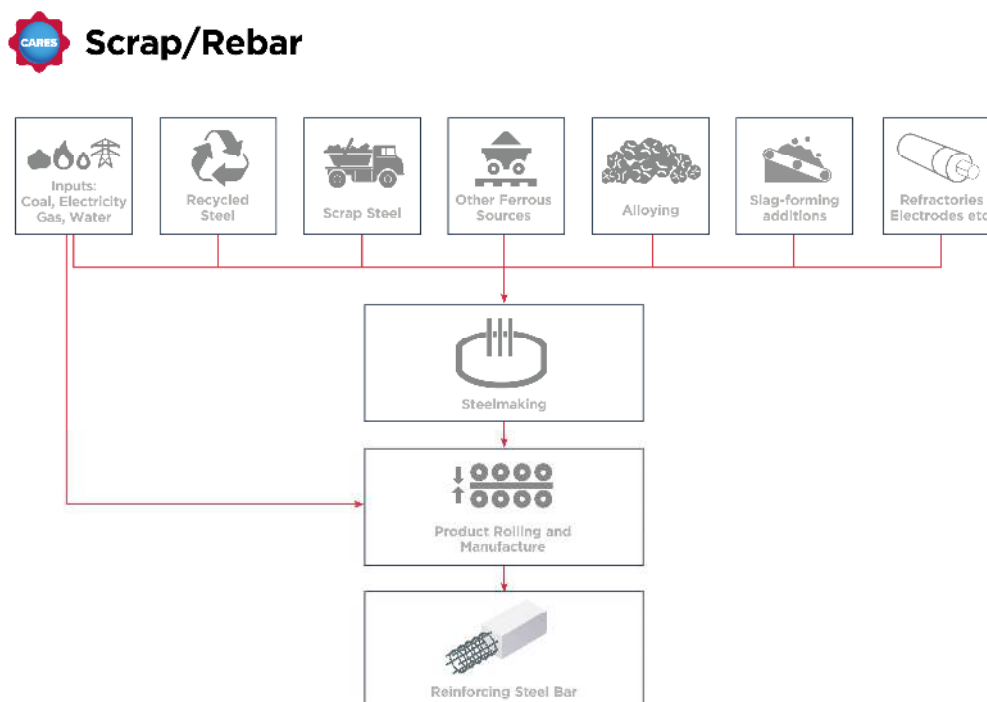 CARES
Scrap/Rebar
Inputs:
Coal, Electricity
Gas, Water
Recycled
Steel
Scrap Steel
Other Ferrous
Sources
Alloying
Slag-forming
additions
Refractories
Electrodes etc
Steelmaking
Product Rolling and
Manufacture
Reinforcing Steel Bar